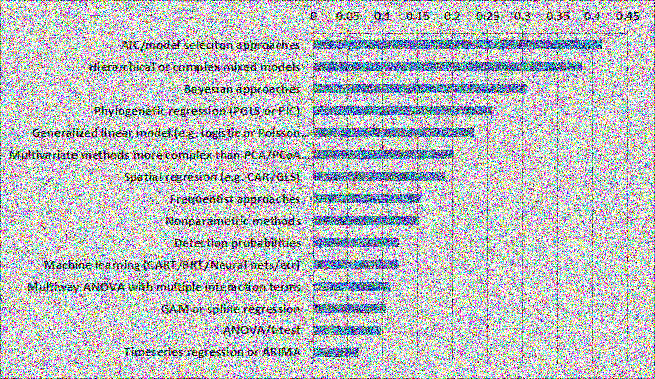 0 0.05 0.1 0.15 0.2 0.25 0.3 0.35 0.4 0.45
AIC/model seleciton approaches
Hierarchical or complex mixed models
Bayesian approaches
Phylogeneric regression (PGLS or PIC)
Generalized linear model (e.g. logistic or Poisson...
Multivariate methods more complex than PCA/PCoA...
Spatial regression (e.g. CAR/GLS)
Frequentist approaches
Nonparametric methods
Detection probabilities
Machine learning (CART/BRT/Neural nets/etc)
Multiway ANOVA with multiple interaction terms
GAM or spline regression
ANOVA/t-test
Timeseries regression or ARIMA